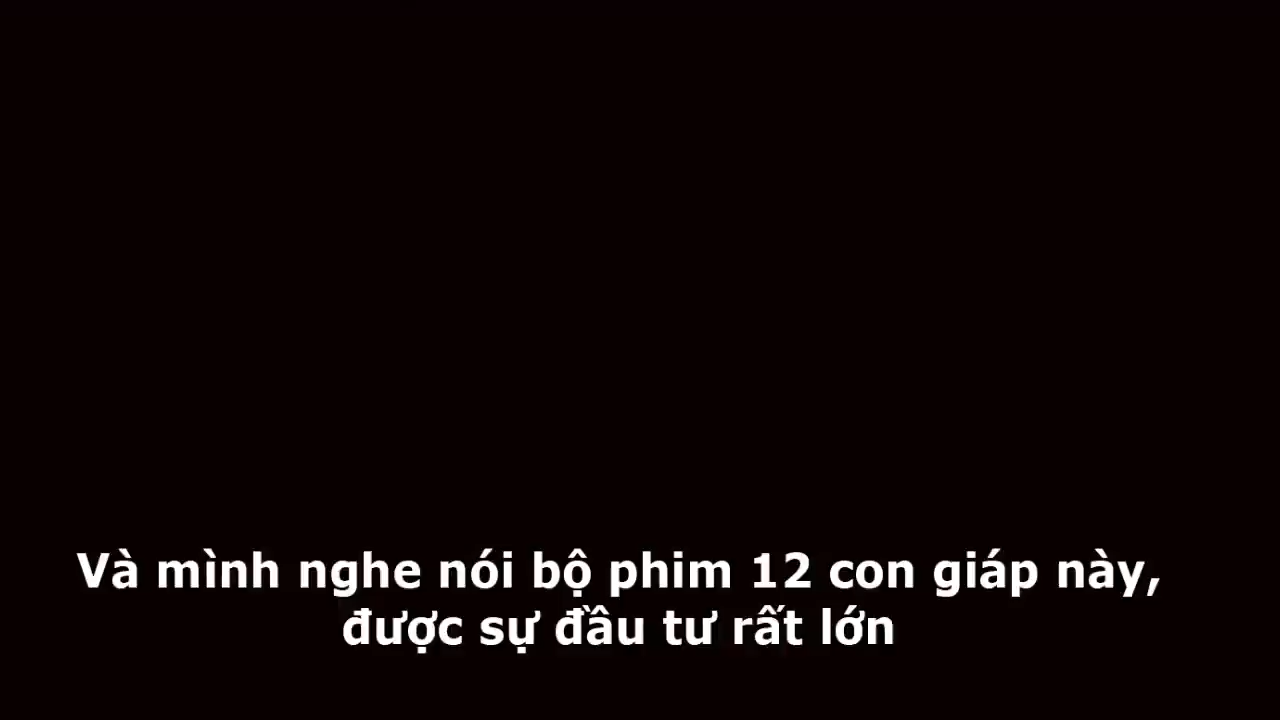 Và mình nghe nói bộ phim 12 con giáp này,
được sự đầu tư rất lớn